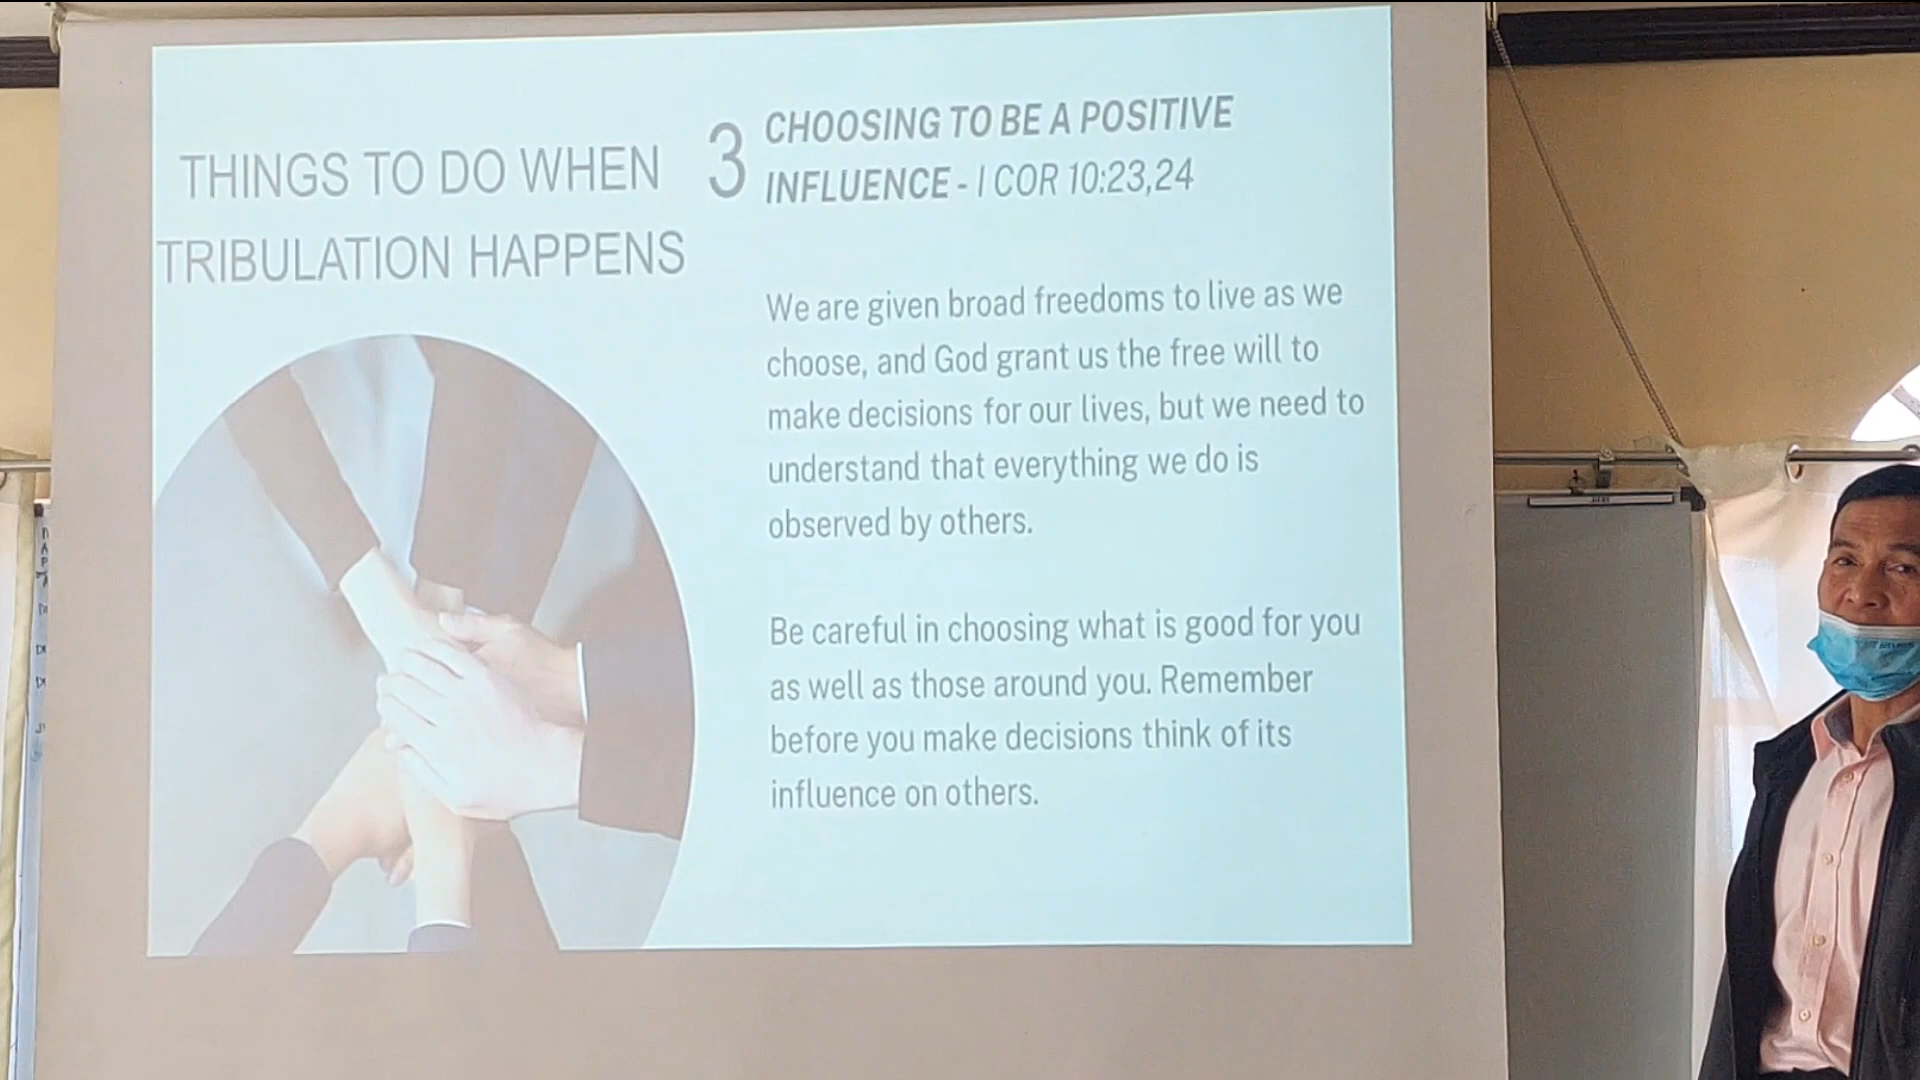 THINGS TO DO WHEN
TRIBULATION HAPPENS
3
CHOOSING TO BE A POSITIVE
INFLUENCE - I COR 10:23,24
We are given broad freedoms to live as we
choose, and God grant us the free will to
make decisions for our lives, but we need to
understand that everything we do is
observed by others.
Be careful in choosing what is good for you
as well as those around you. Remember
before you make decisions think of its
influence on others.